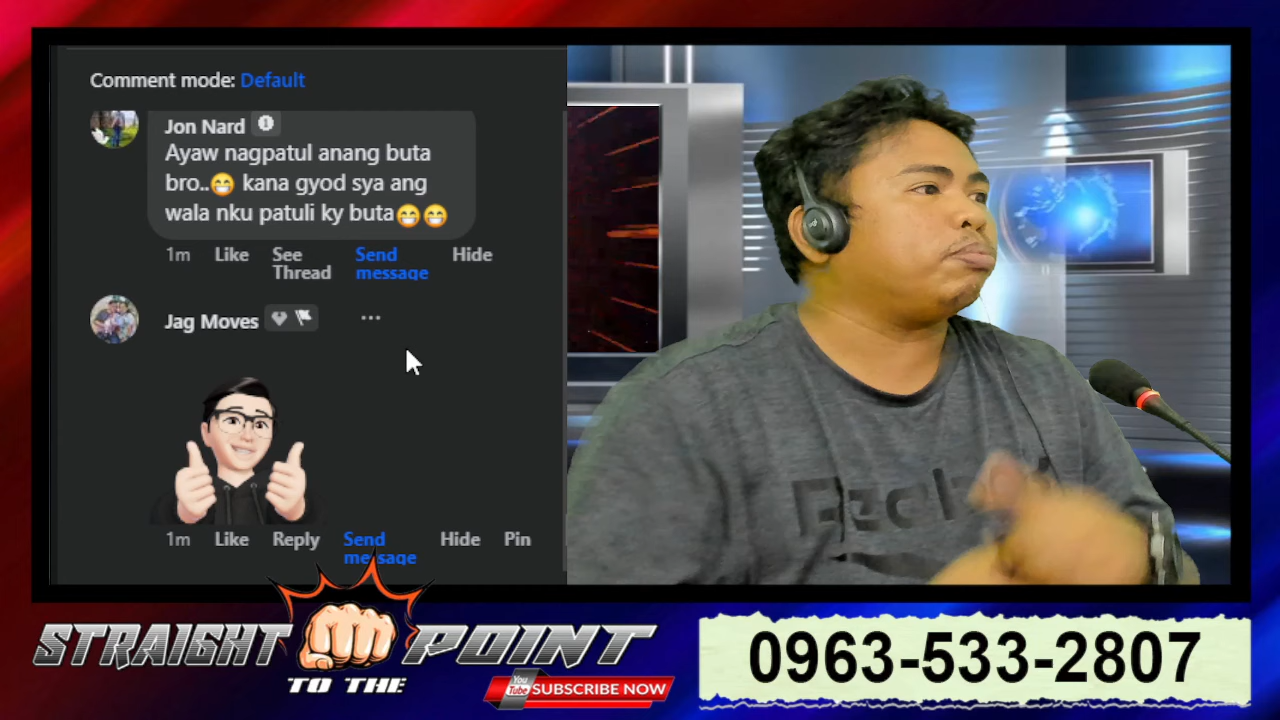 Comment mode: Default
Jon Nard
Ayaw nagpatul anang buta
bro..😁 kana gyod sya ang
wala nku patuli ky buta😁😁
1m Like See Thread Send message Hide
Jag Moves
1m Like Reply Send message Hide Pin
STRAIGHT TO THE POINT
You Tube SUBSCRIBE NOW
0963-533-2807